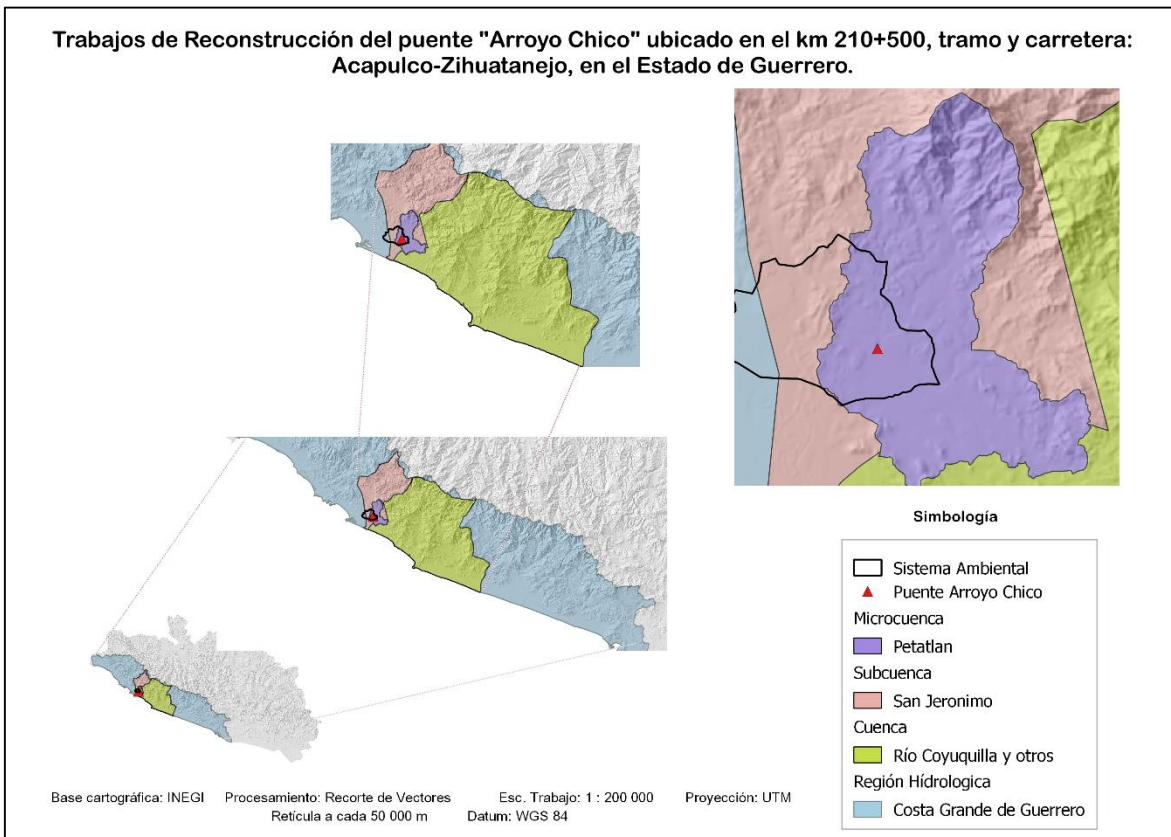 Trabajos de Reconstrucción del puente "Arroyo Chico" ubicado en el km 210+500, tramo y carretera:
Acapulco-Zihuatanejo, en el Estado de Guerrero.
Simbología
Sistema Ambiental
Puente Arroyo Chico
Microcuenca
Petatlan
Subcuenca
San Jeronimo
Cuenca
Río Coyuquilla y otros
Región Hídrologica
Costa Grande de Guerrero
Base cartográfica: INEGI Procesamiento: Recorte de Vectores Esc. Trabajo: 1 : 200 000 Proyección: UTM
Retícula a cada 50 000 m Datum: WGS 84